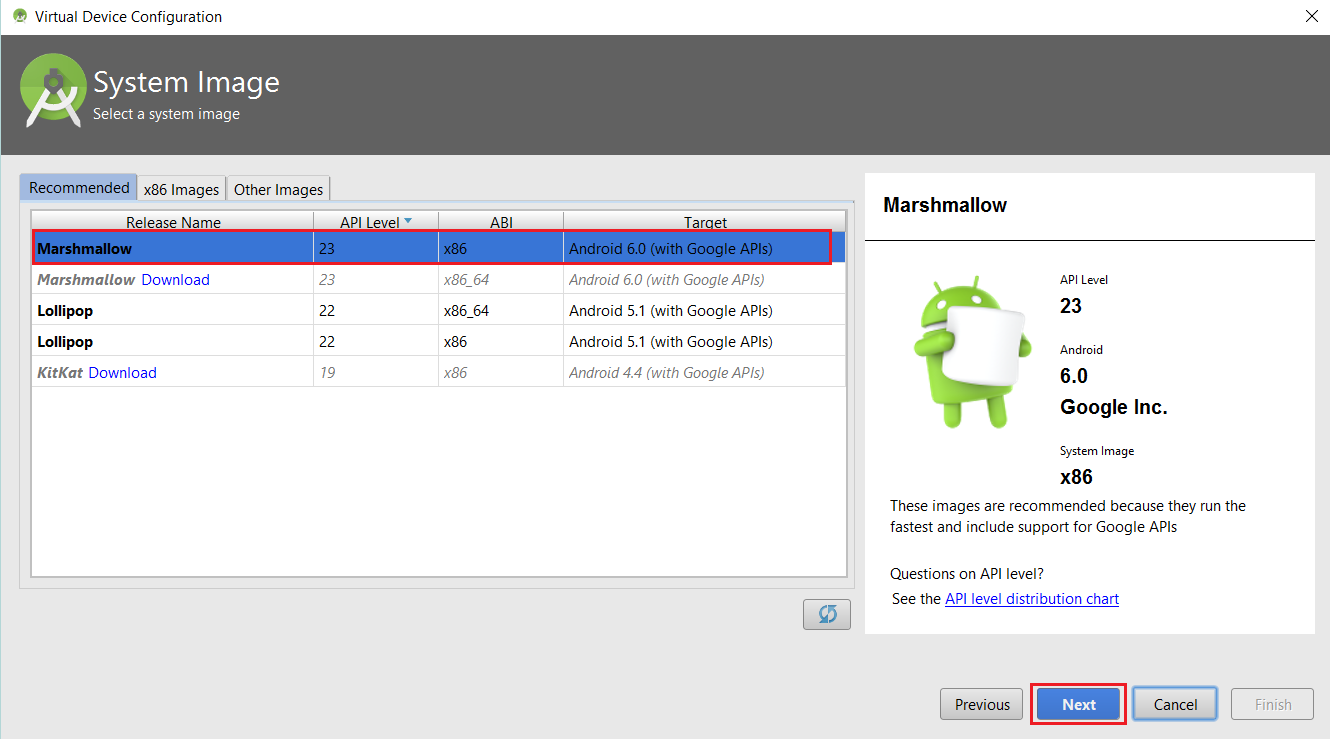 Virtual Device Configuration
System Image
Select a system image
Recommended x86 Images Other Images
Release Name API Level ABI Target
Marshmallow 23 x86 Android 6.0 (with Google APIs)
Marshmallow Download 23 x86_64 Android 6.0 (with Google APIs)
Lollipop 22 x86_64 Android 5.1 (with Google APIs)
Lollipop 22 x86 Android 5.1 (with Google APIs)
KitKat Download 19 x86 Android 4.4 (with Google APIs)
Marshmallow
API Level
23
Android
6.0
Google Inc.
System Image
x86
These images are recommended because they run the
fastest and include support for Google APIs
Questions on API level?
See the API level distribution chart
Previous Next Cancel Finish